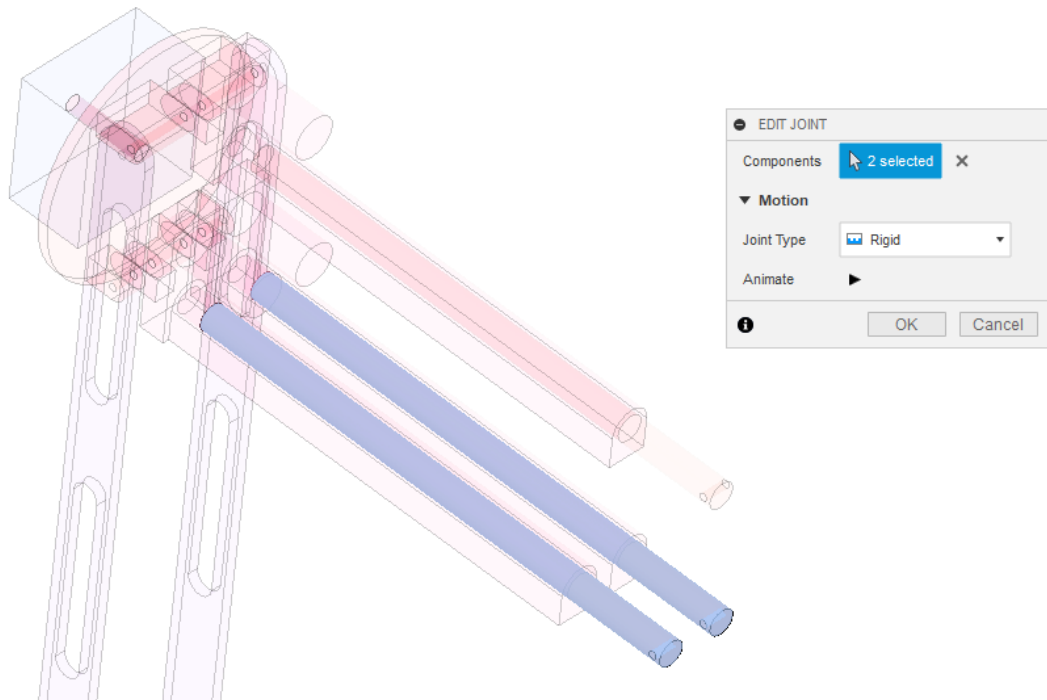 EDIT JOINT
Components 2 selected
Motion
Joint Type Rigid
Animate
OK Cancel